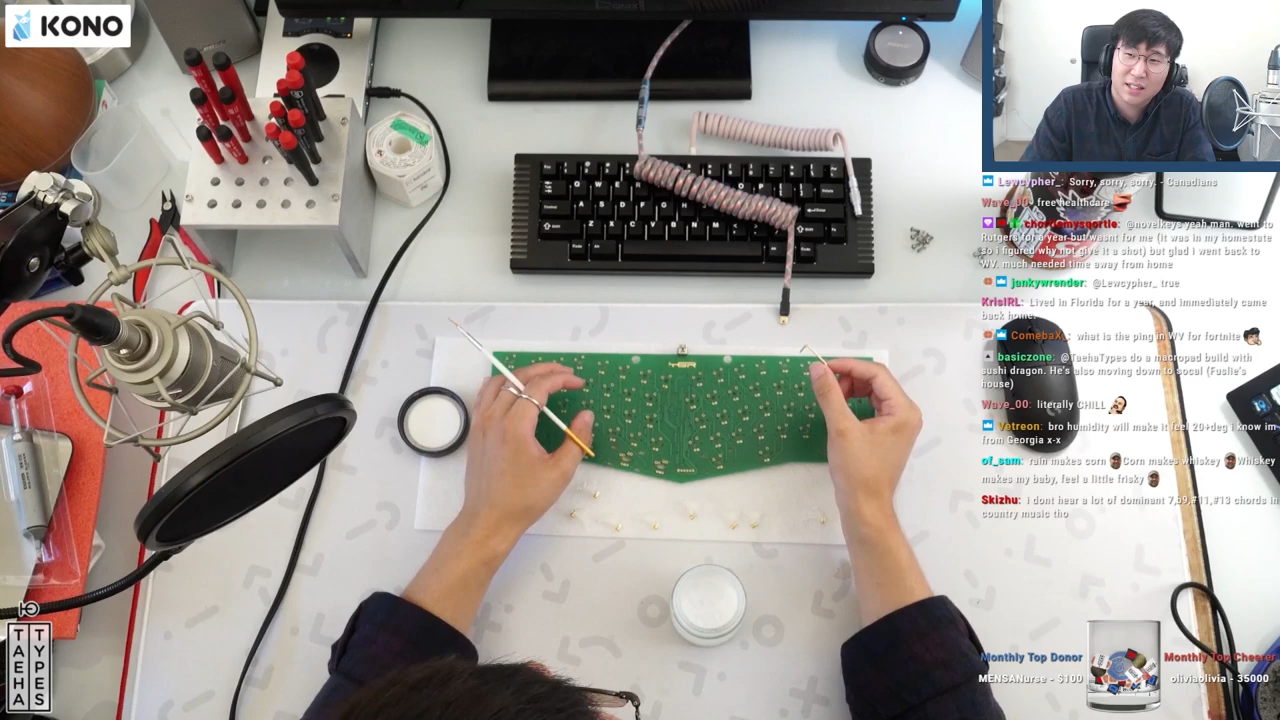 KONO
Lewcypher_: Sorry, sorry, sorry. - Canadians
Wave_00: free healthcare
charliemysqortle: @novelkeys yeah man. went to
Rutgers for a year but wasnt for me (it was in my homestate
so i figured why not give it a shot) but glad i went back to
WV. much needed time away from home
jankywrender: @Lewcypher_ true
KrisIRL: Lived in Florida for a year, and immediately came
back home.
ComebaX_: what is the ping in WV for fortnite
basiczone: @TaehaTypes do a macropad build with
sushi dragon. He's also moving down to socal (Fuslie's
house)
Wave_00: literally CHILL
Vetreon: bro humidity will make it feel 20+deg i know im
from Georgia x-x
of_sam: rain makes corn Corn makes whiskey Whiskey
makes my baby, feel a little frisky
Skizhu: i dont hear a lot of dominant 7,b9,#11,#13 chords in
country music tho
TAEHA
TYPES
Monthly Top Donor
MENSANurse - $100
Monthly Top Cheerer
oliviaolivia - 35000